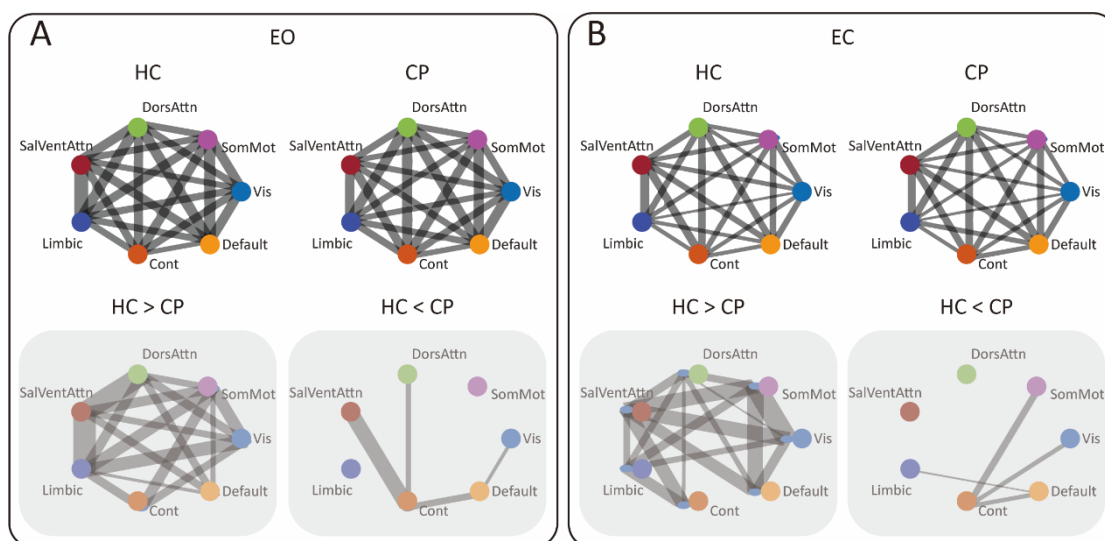 A
EO
HC
CP
DorsAttn
SalVentAttn
SomMot
Vis
Limbic
Default
Cont
DorsAttn
SalVentAttn
SomMot
Vis
Limbic
Default
Cont
HC > CP
HC < CP
DorsAttn
SalVentAttn
SomMot
Vis
Limbic
Default
Cont
DorsAttn
SalVentAttn
SomMot
Vis
Limbic
Default
Cont
B
EC
HC
CP
DorsAttn
SalVentAttn
SomMot
Vis
Limbic
Default
Cont
DorsAttn
SalVentAttn
SomMot
Vis
Limbic
Default
Cont
HC > CP
HC < CP
DorsAttn
SalVentAttn
SomMot
Vis
Limbic
Default
Cont
DorsAttn
SalVentAttn
SomMot
Vis
Limbic
Default
Cont